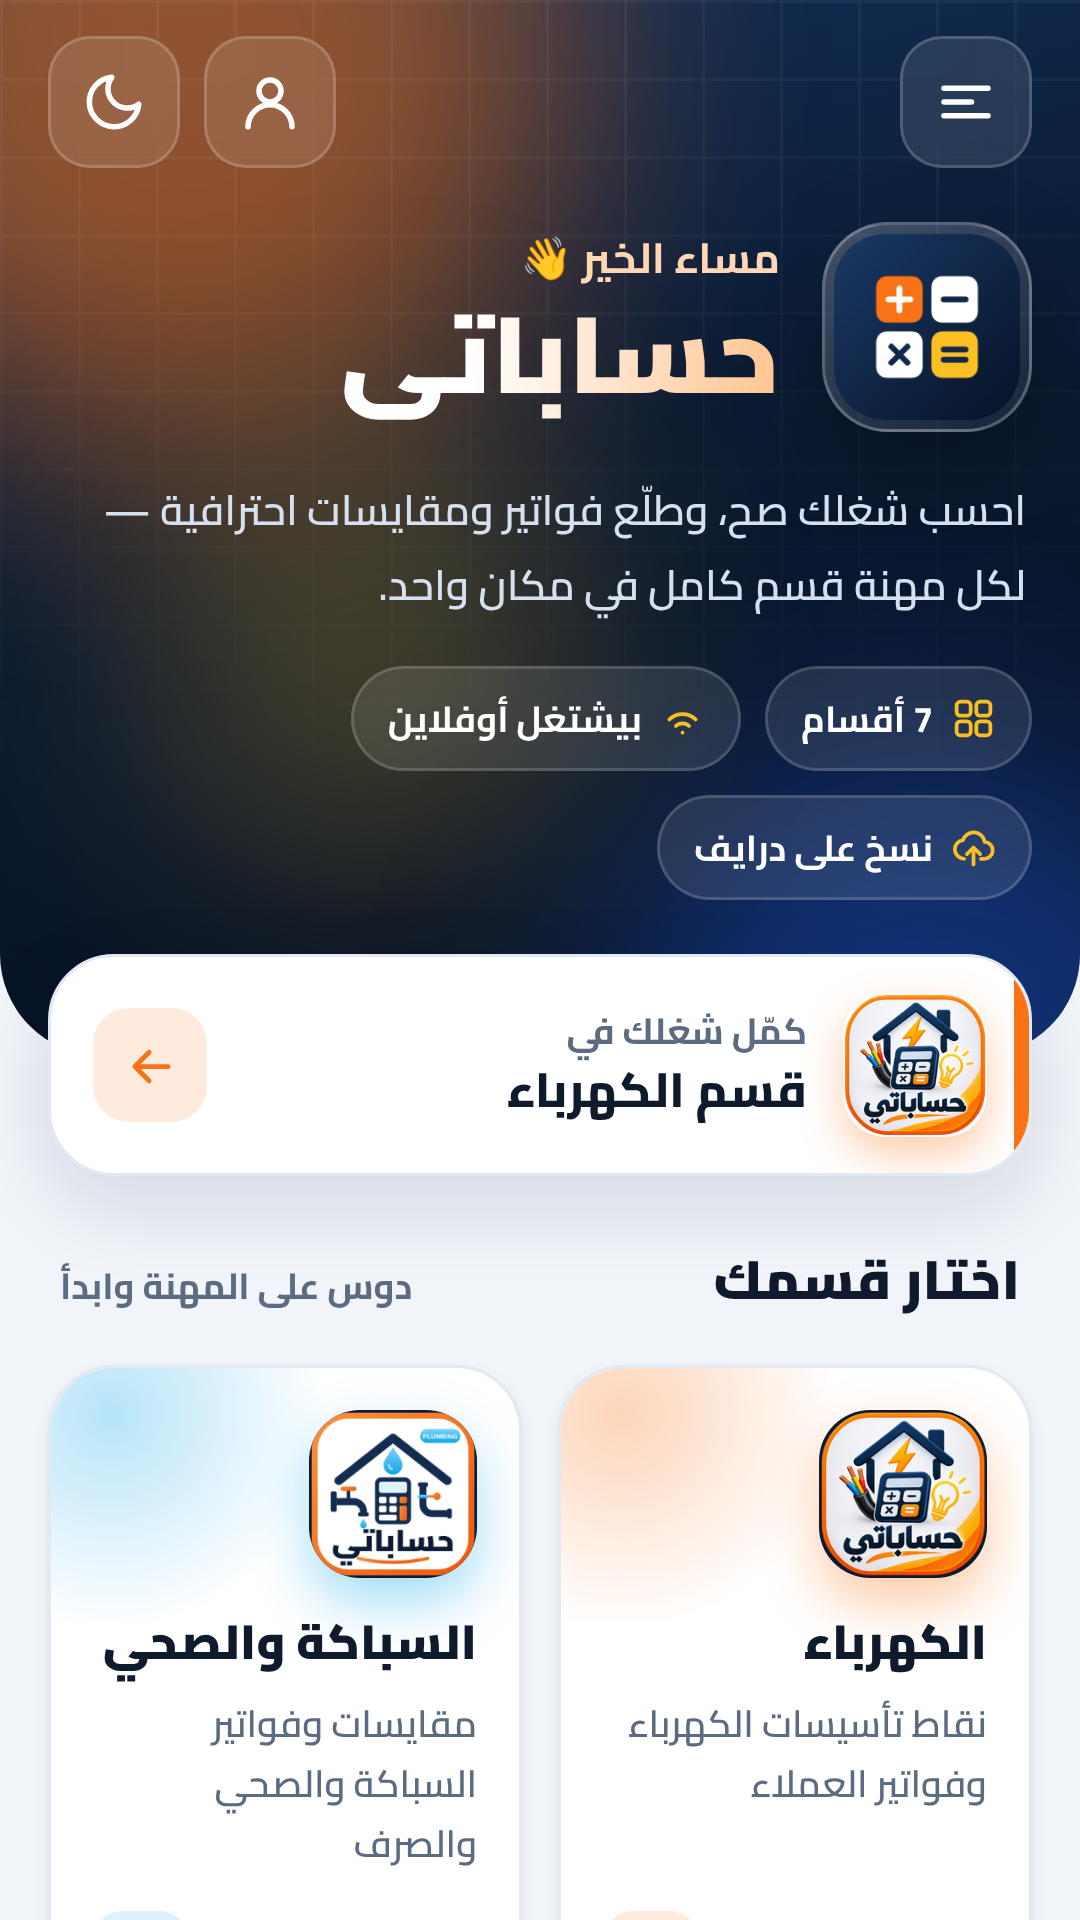 مساء الخير 👋
حساباتى
احسب شغلك صح، وطلّع فواتير ومقايسات احترافية —
لكل مهنة قسم كامل في مكان واحد.
7 أقسام
بيشتغل أوفلاين
نسخ على درايف
حساباتي
كمّل شغلك في
قسم الكهرباء
اختار قسمك
دوس على المهنة وابدأ
حساباتي
الكهرباء
نقاط تأسيسات الكهرباء
وفواتير العملاء
PLUMBING
حساباتي
السباكة والصحي
مقايسات وفواتير
السباكة والصحي
والصرف